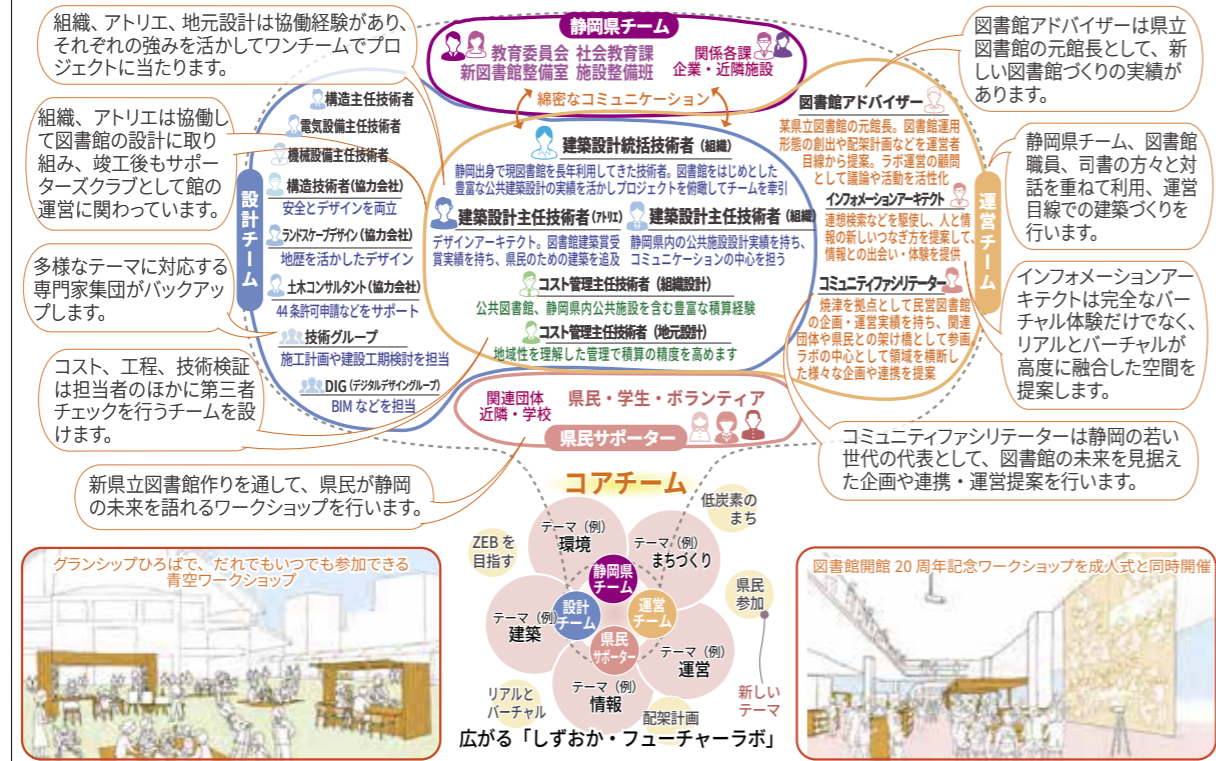 組織、アトリエ、地元設計は協働経験があり、
それぞれの強みを活かしてワンチームでプロ
ジェクトに当たります。
組織、アトリエは協働し
て図書館の設計に取り
組み、竣工後もサポー
ターズクラブとして館の
運営に関わっています。
多様なテーマに対応する
専門家集団がバックアッ
プします。
コスト、工程、技術検証
は担当者のほかに第三者
チェックを行うチームを設
けます。
新県立図書館作りを通して、県民が静岡
の未来を語れるワークショップを行います。
静岡県チーム
教育委員会 社会教育課
新図書館整備室 施設整備班
関係各課
企業・近隣施設
綿密なコミュニケーション
設計チーム
構造主任技術者
電気設備主任技術者
機械設備主任技術者
構造技術者(協力会社)
安全とデザインを両立
ランドスケープデザイン(協力会社)
地歴を活かしたデザイン
土木コンサルタント(協力会社)
44条許可申請などをサポート
技術グループ
施工計画や建設工期検討を担当
DIG(デジタルデザイングループ)
BIMなどを担当
建築設計統括技術者(組織)
静岡出身で現図書館を長年利用してきた技術者。図書館をはじめとした
豊富な公共建築設計の実績を活かしプロジェクトを俯瞰してチームを牽引
建築設計主任技術者(アトリエ)
デザインアーキテクト。図書館建築賞受
賞実績を持ち、県民のための建築を追及
建築設計主任技術者(組織)
静岡県内の公共施設設計実績を持ち、
コミュニケーションの中心を担う
コスト管理主任技術者(組織設計)
公共図書館、静岡県内公共施設を含む豊富な積算経験
コスト管理主任技術者(地元設計)
地域性を理解した管理で積算の精度を高めます
運営チーム
図書館アドバイザー
某県立図書館の元館長。図書館運用
形態の創出や配架計画などを運営者
目線から提案。ラボ運営の顧問
として議論や活動を活性化
インフォメーションアーキテクト
連想検索などを駆使し、人と情
報の新しいつなぎ方を提案して、
情報との出会い・体験を提供
コミュニティファシリテーター
焼津を拠点として民営図書館
の企画・運営実績を持ち、関連
団体や県民との架け橋として参画。
ラボの中心として領域を横断し
た様々な企画や連携を提案
図書館アドバイザーは県立
図書館の元館長として、新
しい図書館づくりの実績が
あります。
静岡県チーム、図書館
職員、司書の方々と対
話を重ねて利用、運営
目線での建築づくりを
行います。
インフォメーションアー
キテクトは完全なバー
チャル体験だけでなく、
リアルとバーチャルが
高度に融合した空間を
提案します。
コミュニティファシリテーターは静岡の若い
世代の代表として、図書館の未来を見据え
た企画や連携・運営提案を行います。
関連団体
近隣・学校
県民・学生・ボランティア
県民サポーター
コアチーム
低炭素の
まち
ZEBを
目指す
テーマ(例)
環境
テーマ(例)
まちづくり
静岡県
チーム
設計
チーム
運営
チーム
県民
サポーター
県民
参加
テーマ(例)
建築
テーマ(例)
運営
テーマ(例)
情報
リアルと
バーチャル
配架計画
新しい
テーマ
広がる「しずおか・フューチャーラボ」
グランシップひろばで、だれでもいつでも参加できる
青空ワークショップ
図書館開館20周年記念ワークショップを成人式と同時開催